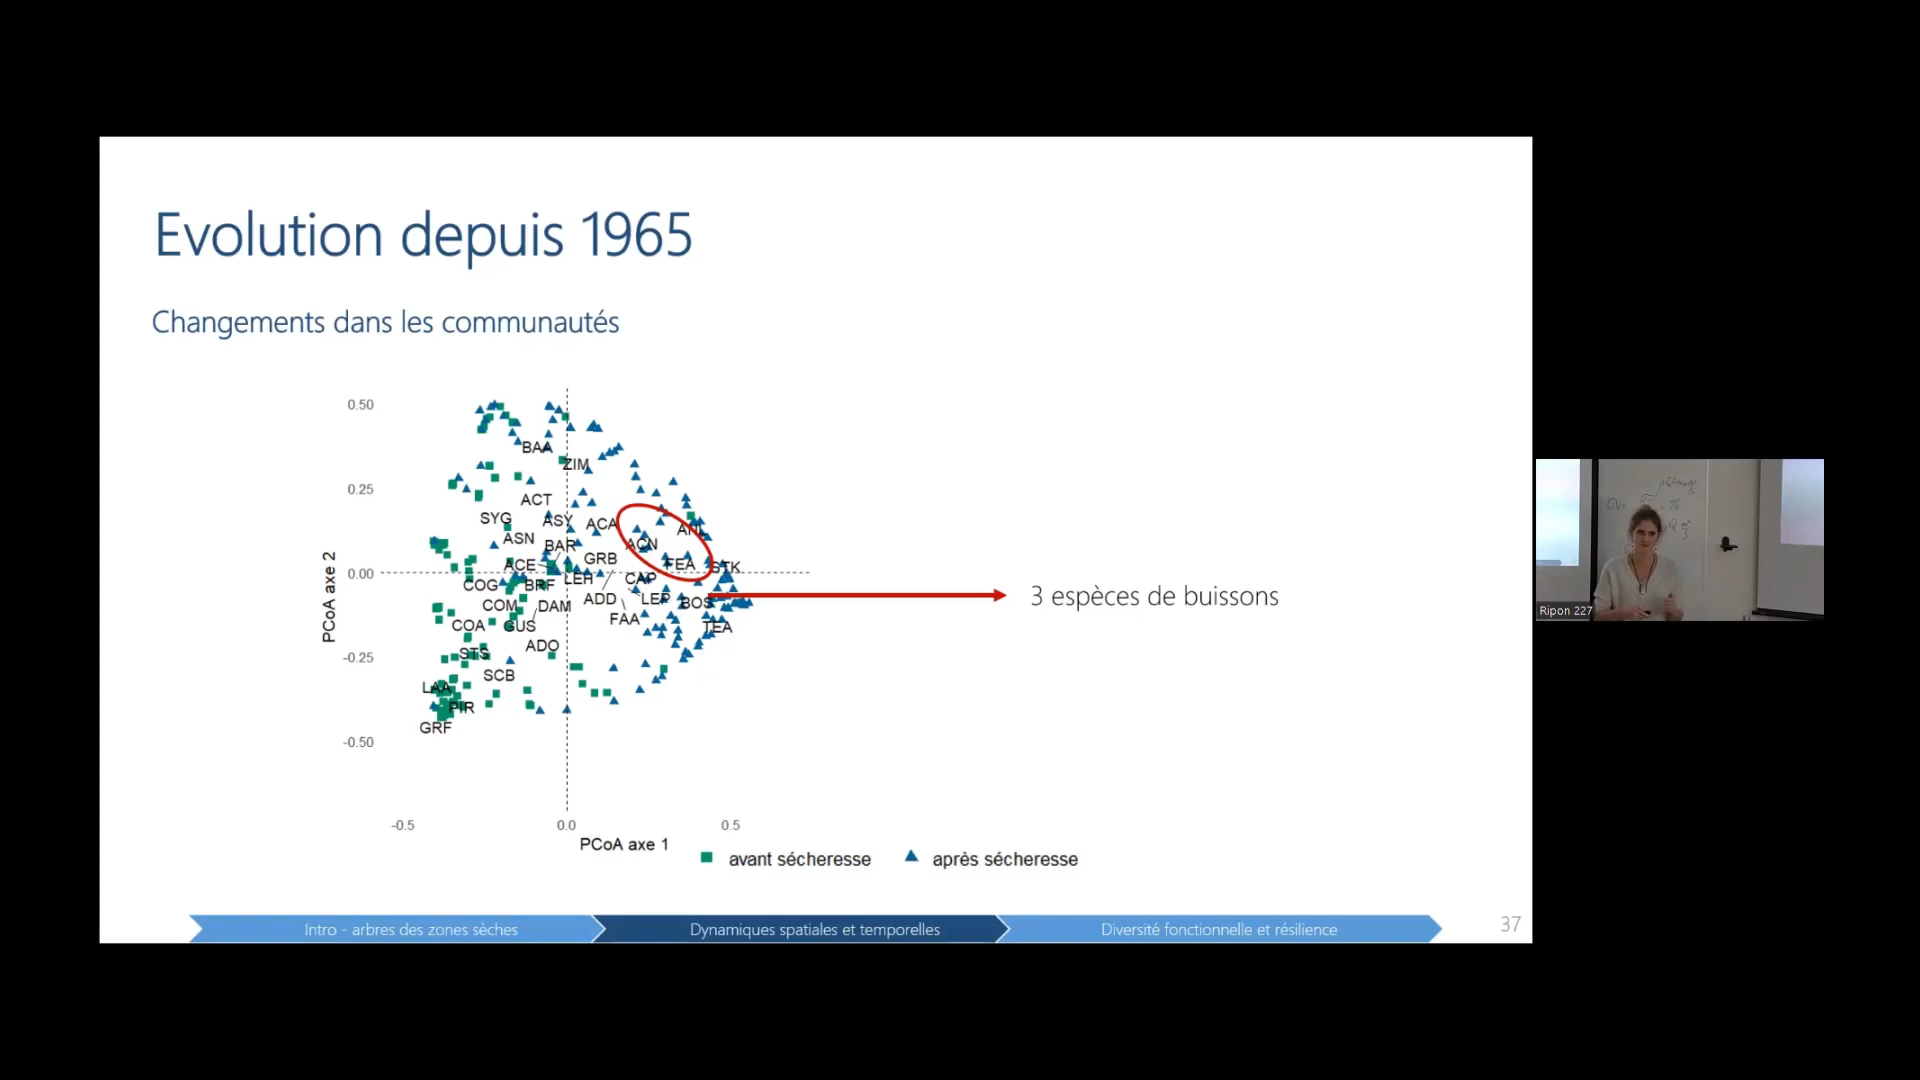 Evolution depuis 1965
Changements dans les communautés
0.50
BAA
ZIM
0.25
ACT
SYG
ASY
ACA
ANL
ASN
BAR
ACN
GRB
ACE
FEA
STK
0.00
COG
BRF
LEH
CAP
COM
DAM
ADD
LEP
BOS
3 espèces de buissons
COA
GUS
FAA
TEA
PCoA axe 2
ADO
STS
-0.25
SCB
LAA
PIR
GRF
-0.50
-0.5
0.0
0.5
PCoA axe 1
avant sécheresse
après sécheresse
Intro - arbres des zones sèches
Dynamiques spatiales et temporelles
Diversité fonctionnelle et résilience
37
Ripon 227